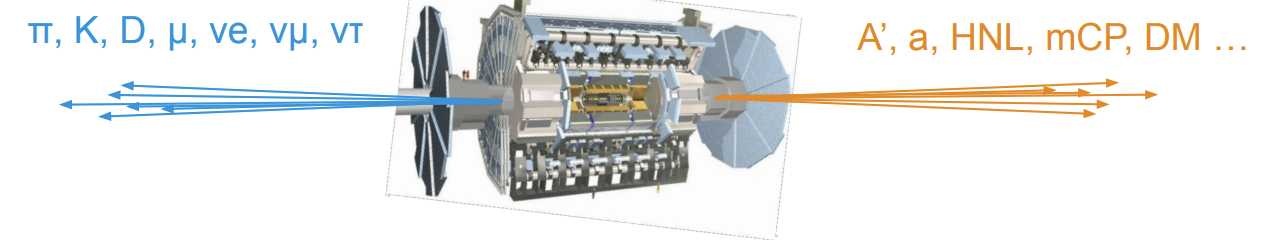 π, K, D, μ, νe, νμ, ντ
A’, a, HNL, mCP, DM …